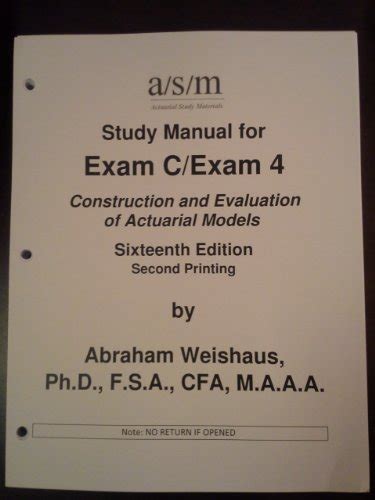 a/s/m
Actuarial Study Materials
Study Manual for
Exam C/Exam 4
Construction and Evaluation
of Actuarial Models
Sixteenth Edition
Second Printing
by
Abraham Weishaus,
Ph.D., F.S.A., CFA, M.A.A.A.
Note: NO RETURN IF OPENED